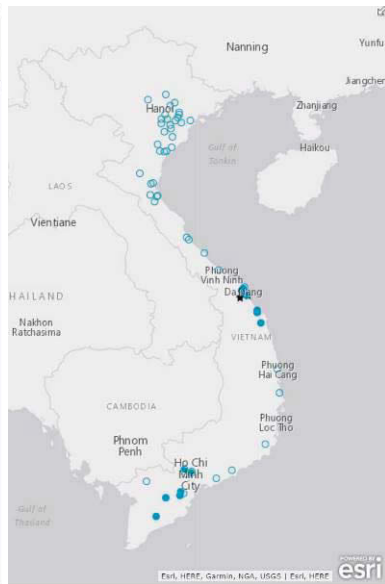 Nanning
Yunfu
Jiangchen
Hanoi
Zhanjiang
Haikou
Gulf of
Tonkin
LAOS
Vientiane
Phuong
Vinh Ninh
Da Nang
THAILAND
Nakhon
Ratchasima
VIETNAM
Phuong
Hai Cang
CAMBODIA
Phuong
Loc Tho
Phnom
Penh
Ho Chi
Minh
City
Gulf of
Thailand
POWERED BY
esri
Esri, HERE, Garmin, NGA, USGS | Esri, HERE